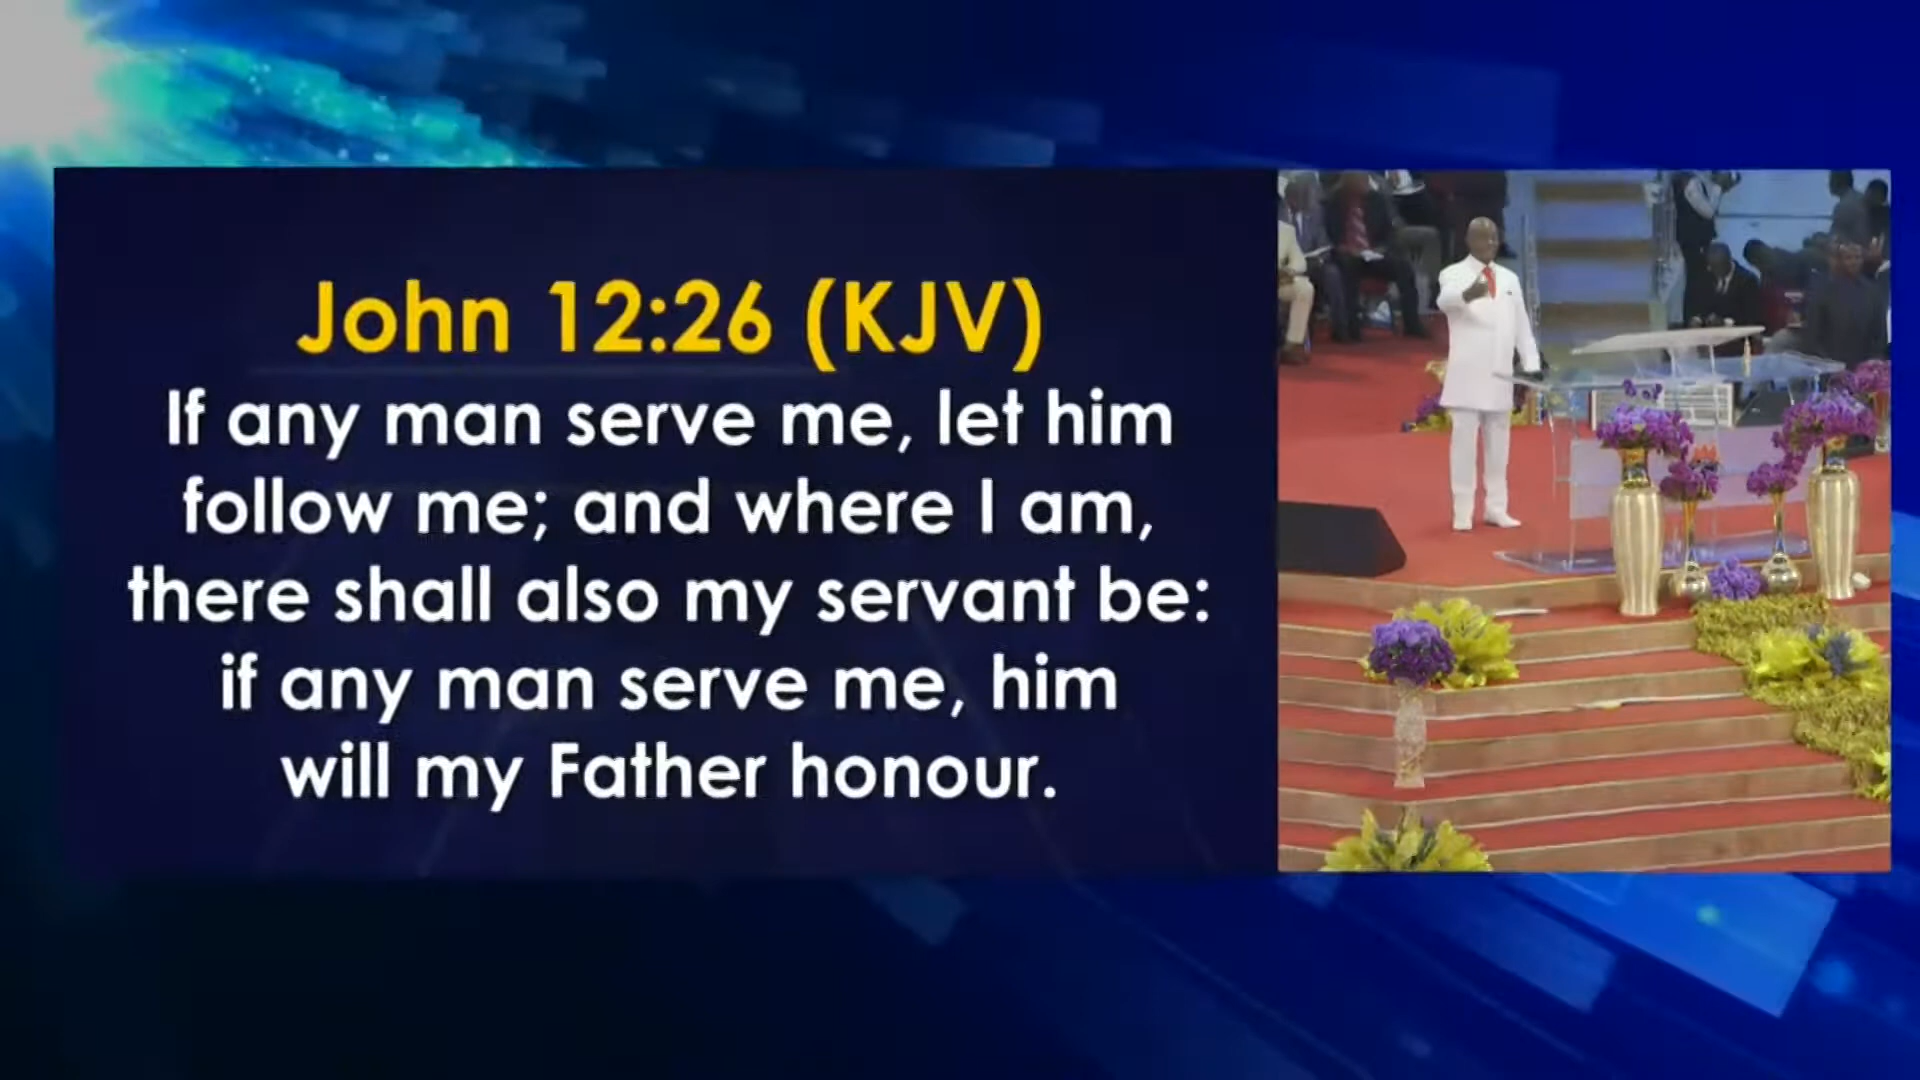 John 12:26 (KJV)
If any man serve me, let him
follow me; and where I am,
there shall also my servant be:
if any man serve me, him
will my Father honour.